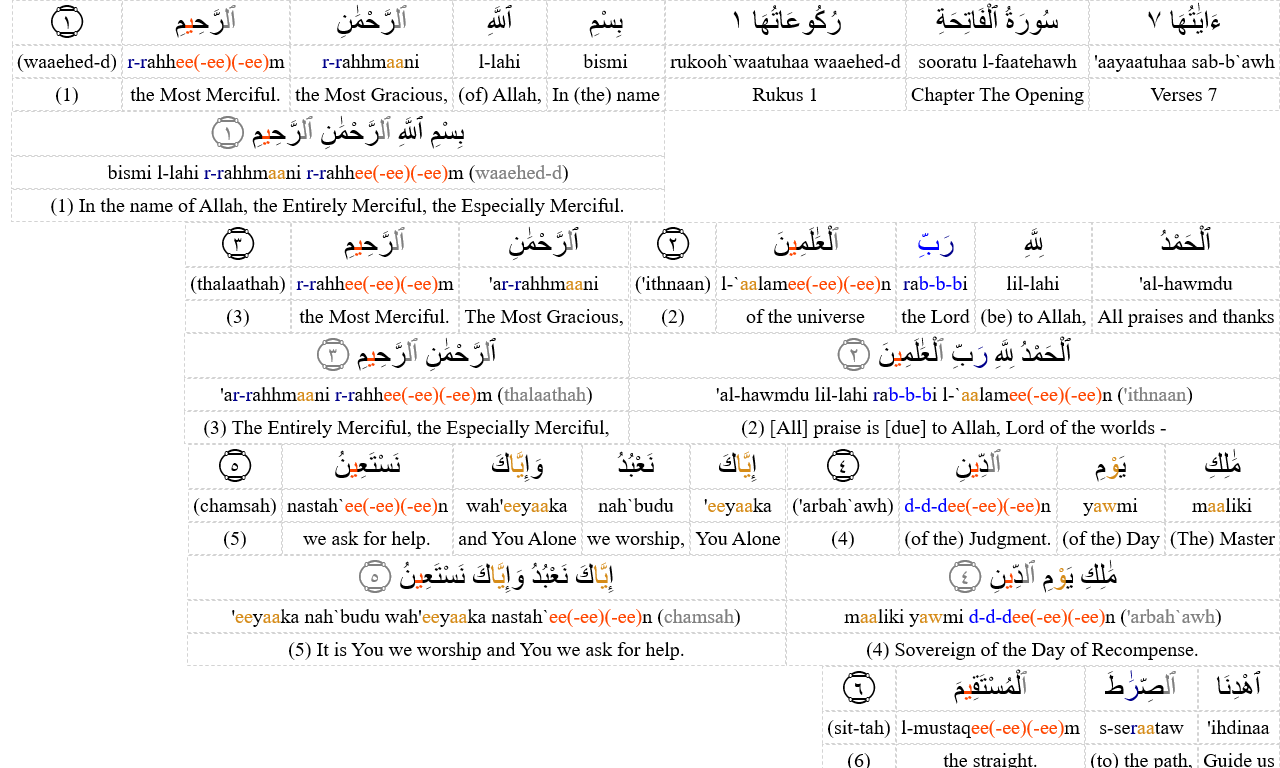 ءَايَٰتُهَا ٧ سُورَةُ ٱلْفَاتِحَةِ رُكُوعَاتُهَا ١ بِسْمِ ٱللَّهِ ٱلرَّحْمَٰنِ ٱلرَّحِيمِ ١
'aayaatuhaa sab-b`awh sooratu l-faatehawh rukooh`waatuhaa waaehed-d bismi l-lahi r-rahhmaani r-rahhee(-ee)(-ee)m (waaehed-d)
Verses 7 Chapter The Opening Rukus 1 In (the) name (of) Allah, the Most Gracious, the Most Merciful. (1)
بِسْمِ ٱللَّهِ ٱلرَّحْمَٰنِ ٱلرَّحِيمِ ١
bismi l-lahi r-rahhmaani r-rahhee(-ee)(-ee)m (waaehed-d)
(1) In the name of Allah, the Entirely Merciful, the Especially Merciful.
ٱلْحَمْدُ لِلَّهِ رَبِّ ٱلْعَٰلَمِينَ ٢ ٱلرَّحْمَٰنِ ٱلرَّحِيمِ ٣
'al-hawmdu lil-lahi rab-b-bi l-`aalamee(-ee)(-ee)n ('ithnaan) 'ar-rahhmaani r-rahhee(-ee)(-ee)m (thalaathah)
All praises and thanks (be) to Allah, the Lord of the universe (2) The Most Gracious, the Most Merciful. (3)
ٱلْحَمْدُ لِلَّهِ رَبِّ ٱلْعَٰلَمِينَ ٢ ٱلرَّحْمَٰنِ ٱلرَّحِيمِ ٣
'al-hawmdu lil-lahi rab-b-bi l-`aalamee(-ee)(-ee)n ('ithnaan) 'ar-rahhmaani r-rahhee(-ee)(-ee)m (thalaathah)
(2) [All] praise is [due] to Allah, Lord of the worlds - (3) The Entirely Merciful, the Especially Merciful,
مَٰلِكِ يَوْمِ ٱلدِّينِ ٤ إِيَّاكَ نَعْبُدُ وَإِيَّاكَ نَسْتَعِينُ ٥
maaliki yawmi d-d-dee(-ee)(-ee)n ('arbah`awh) 'eeyaaka nah`budu wah'eeyaaka nastah`ee(-ee)(-ee)n (chamsah)
(The) Master (of the) Day (of the) Judgment. (4) You Alone we worship, and You Alone we ask for help. (5)
مَٰلِكِ يَوْمِ ٱلدِّينِ ٤ إِيَّاكَ نَعْبُدُ وَإِيَّاكَ نَسْتَعِينُ ٥
maaliki yawmi d-d-dee(-ee)(-ee)n ('arbah`awh) 'eeyaaka nah`budu wah'eeyaaka nastah`ee(-ee)(-ee)n (chamsah)
(4) Sovereign of the Day of Recompense. (5) It is You we worship and You we ask for help.
ٱهْدِنَا ٱلصِّرَٰطَ ٱلْمُسْتَقِيمَ ٦
'ihdinaa s-seraataw l-mustaqee(-ee)(-ee)m (sit-tah)
Guide us (to) the path, the straight. (6)